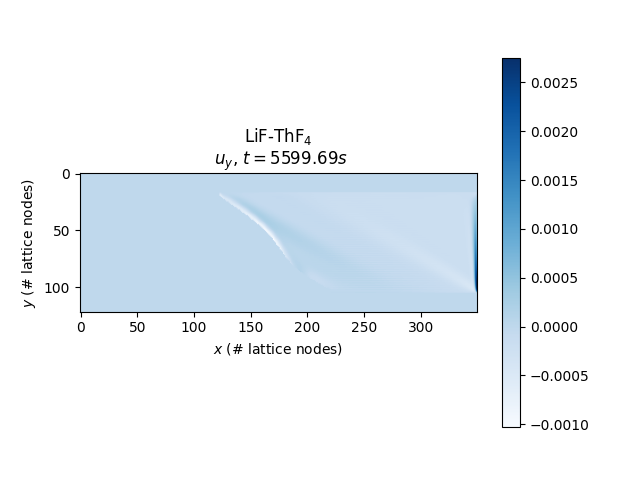 LiF-ThF₄
u_y, t = 5599.69s
0
50
100
y (# lattice nodes)
0 50 100 150 200 250 300
x (# lattice nodes)
0.0025
0.0020
0.0015
0.0010
0.0005
0.0000
−0.0005
−0.0010